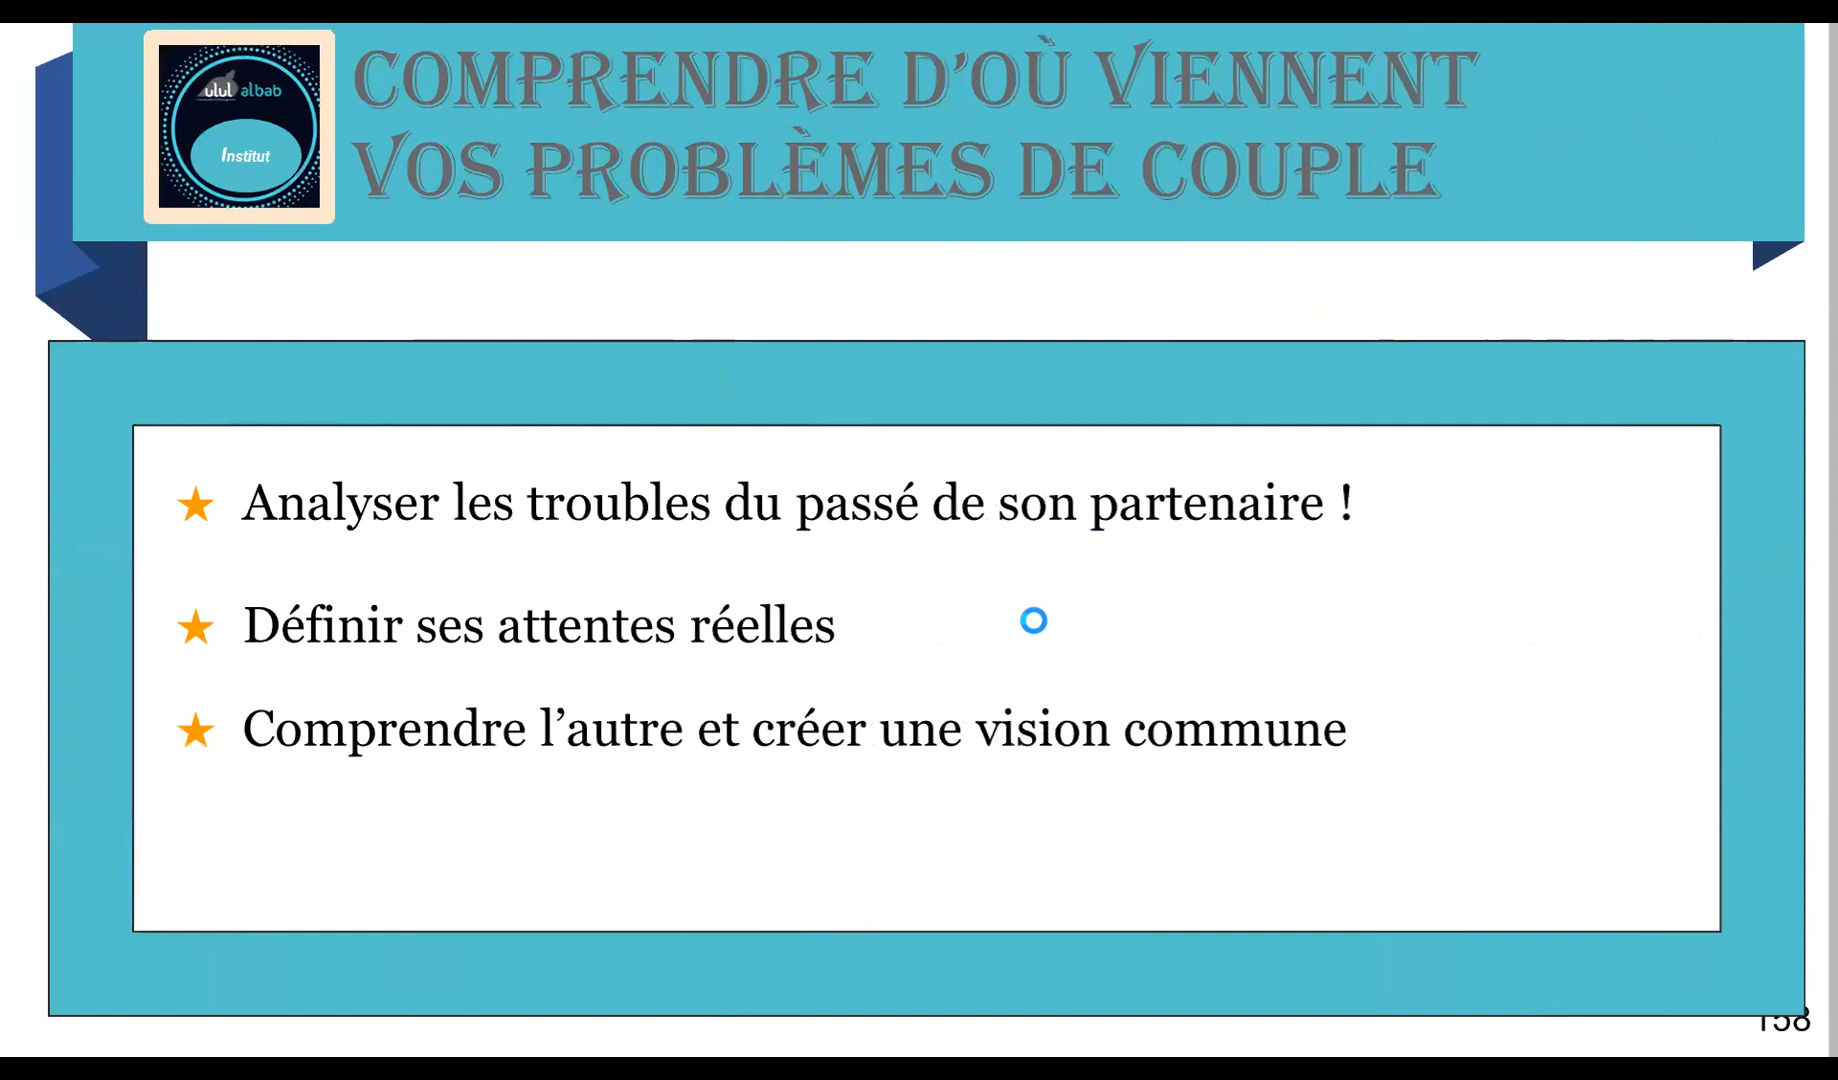 ulul albab
Institut
COMPRENDRE D'OÙ VIENNENT
VOS PROBLÈMES DE COUPLE
★ Analyser les troubles du passé de son partenaire !
★ Définir ses attentes réelles
★ Comprendre l’autre et créer une vision commune
158